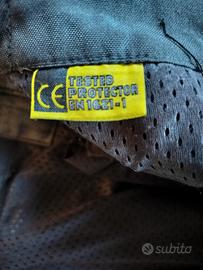 CE
TESTED
PROTECTOR
EN 1621-1
subito